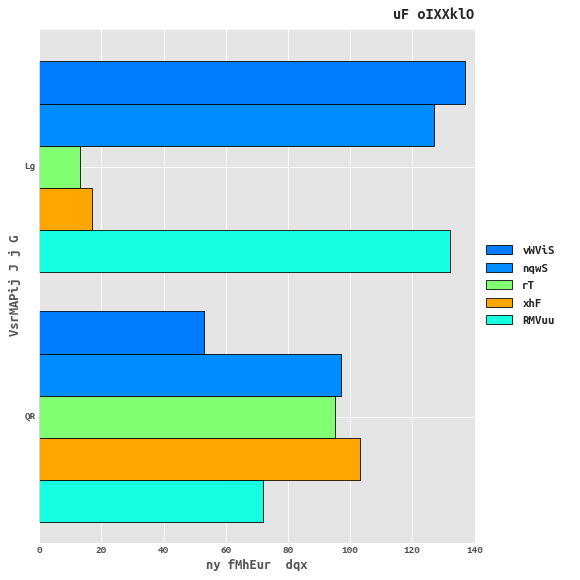 uF oIXXklO
VsrMAPij J j G
Lg
QR
0 20 40 60 80 100 120 140
ny fMhEur  dqx
vWViS
nqwS
rT
xhF
RMVuu